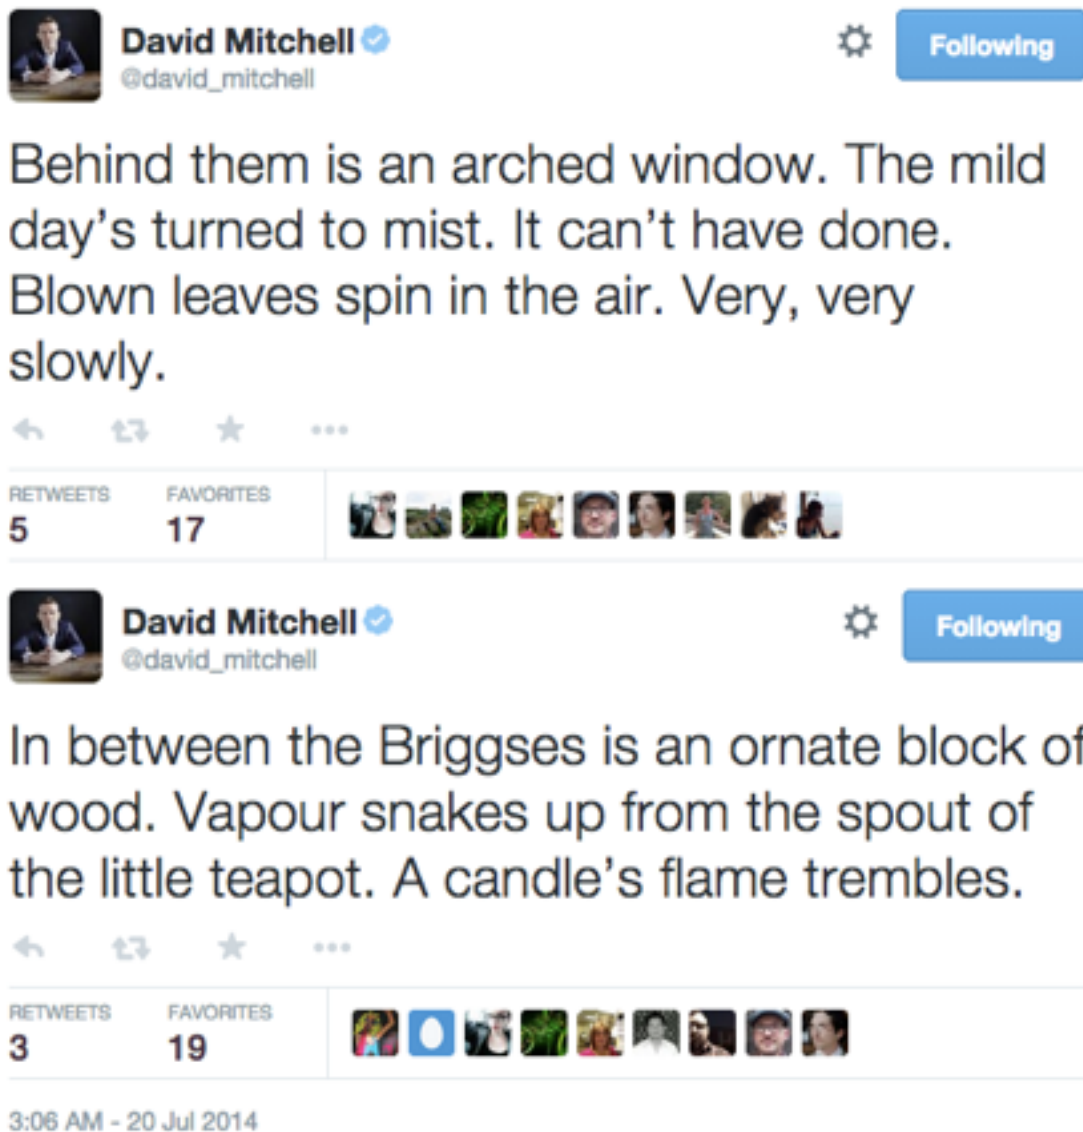 David Mitchell
@david_mitchell
Following
Behind them is an arched window. The mild
day’s turned to mist. It can’t have done.
Blown leaves spin in the air. Very, very
slowly.
RETWEETS FAVORITES
5 17
David Mitchell
@david_mitchell
Following
In between the Briggses is an ornate block of
wood. Vapour snakes up from the spout of
the little teapot. A candle’s flame trembles.
RETWEETS FAVORITES
3 19
3:06 AM - 20 Jul 2014